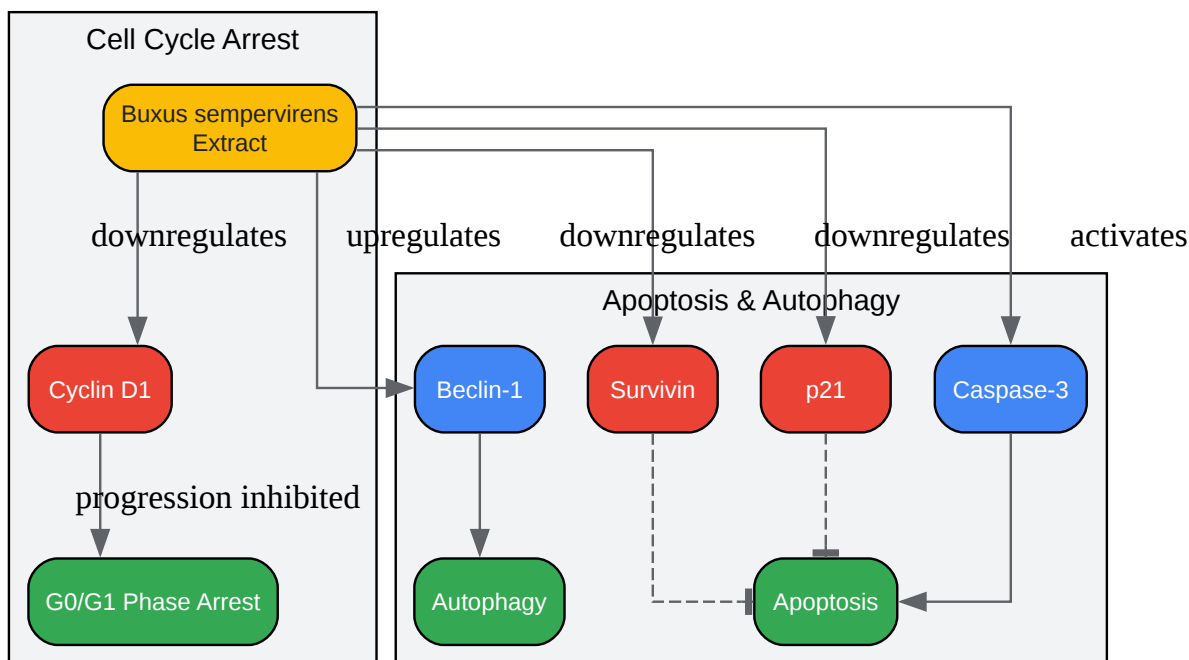 Cell Cycle Arrest
Buxus sempervirens
Extract
downregulates
upregulates
downregulates
downregulates
activates
Apoptosis & Autophagy
Cyclin D1
Beclin-1
Survivin
p21
Caspase-3
progression inhibited
G0/G1 Phase Arrest
Autophagy
Apoptosis